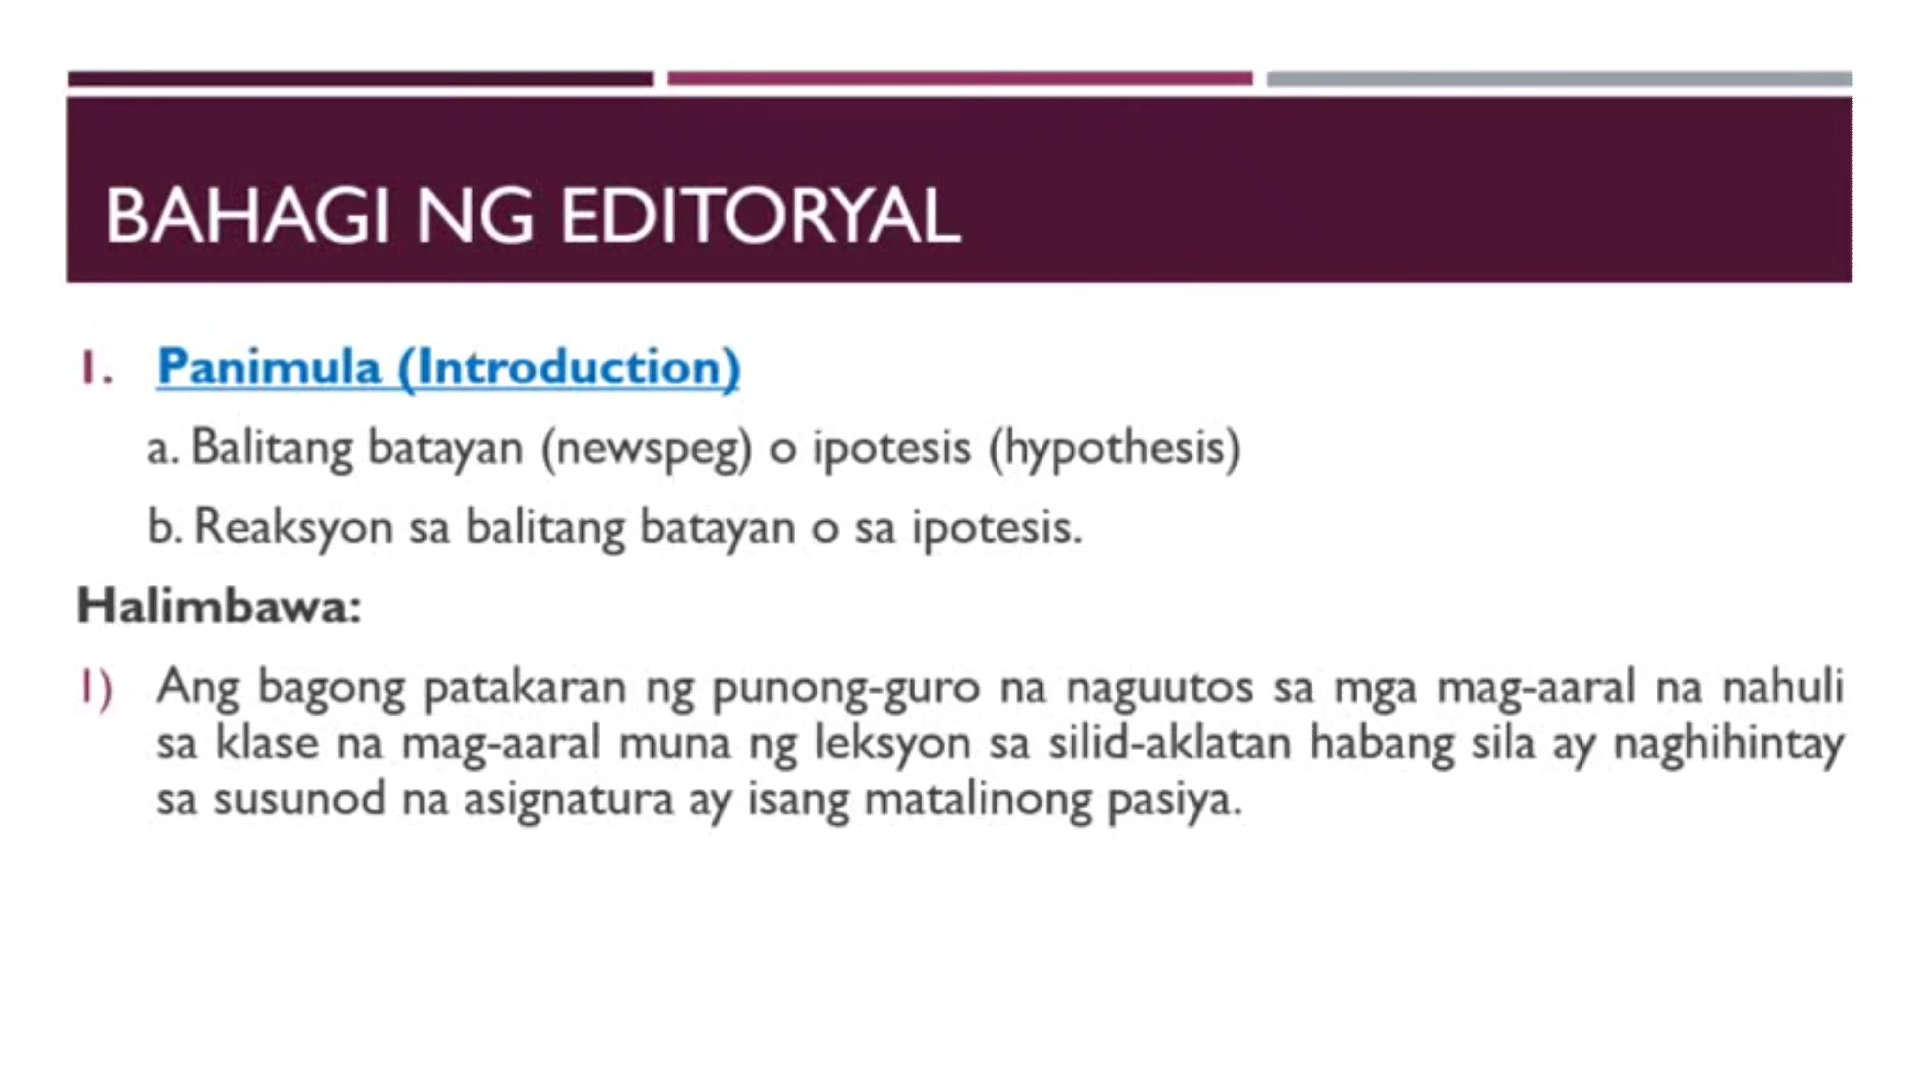 BAHAGI NG EDITORYAL
1. Panimula (Introduction)
a. Balitang batayan (newspeg) o ipotesis (hypothesis)
b. Reaksyon sa balitang batayan o sa ipotesis.
Halimbawa:
1) Ang bagong patakaran ng punong-guro na naguutos sa mga mag-aaral na nahuli
sa klase na mag-aaral muna ng leksyon sa silid-aklatan habang sila ay naghihintay
sa susunod na asignatura ay isang matalinong pasiya.